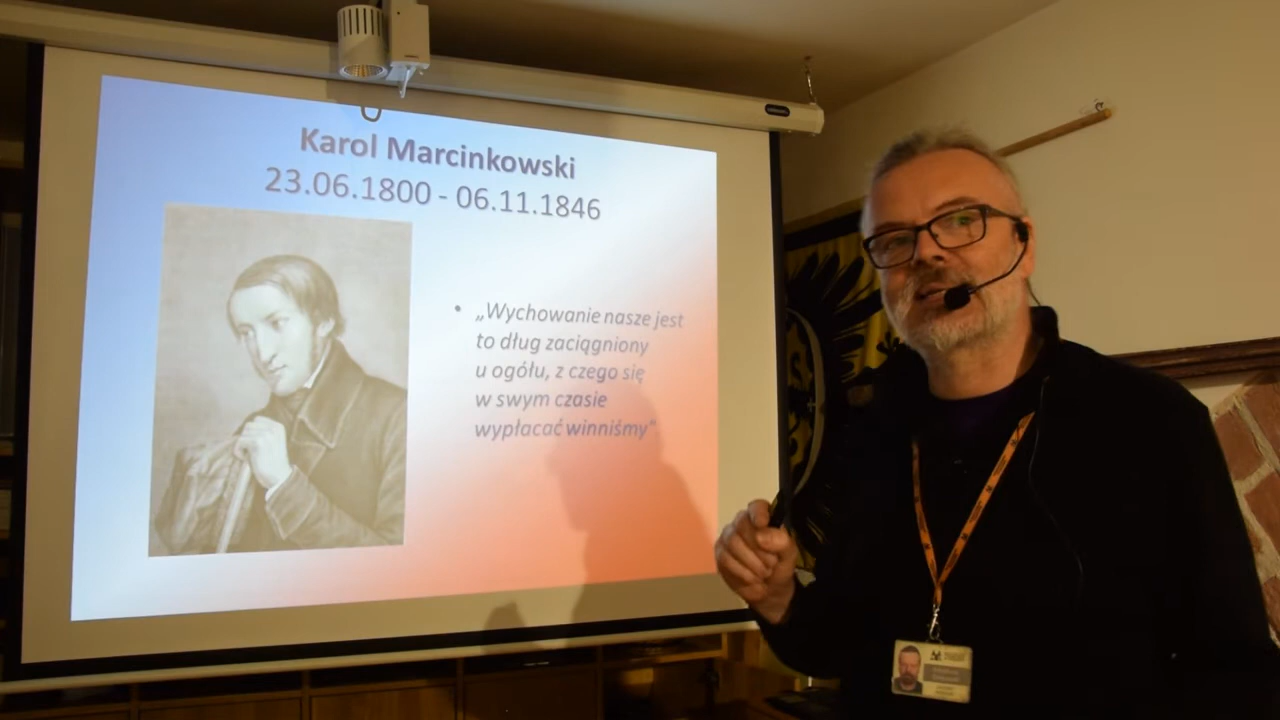 Karol Marcinkowski
23.06.1800 - 06.11.1846
• „Wychowanie nasze jest
to dług zaciągniony
u ogółu, z czego się
w swym czasie
wypłacać winniśmy”